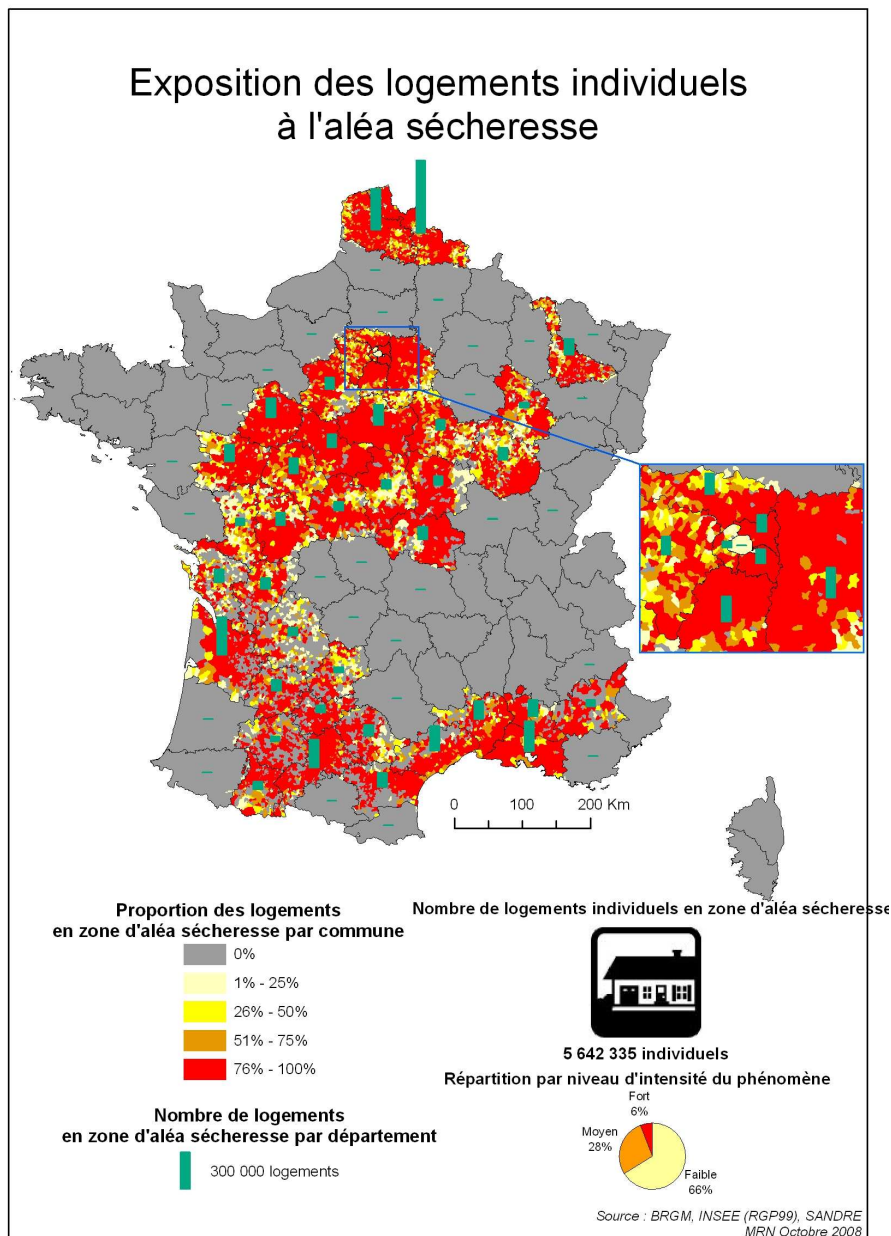 Exposition des logements individuels
à l'aléa sécheresse
0 100 200 Km
Proportion des logements
en zone d'aléa sécheresse par commune
0%
1% - 25%
26% - 50%
51% - 75%
76% - 100%
Nombre de logements
en zone d'aléa sécheresse par département
300 000 logements
Nombre de logements individuels en zone d'aléa sécheresse
5 642 335 individuels
Répartition par niveau d'intensité du phénomène
Fort
6%
Moyen
28%
Faible
66%
Source : BRGM, INSEE (RGP99), SANDRE
MRN Octobre 2008